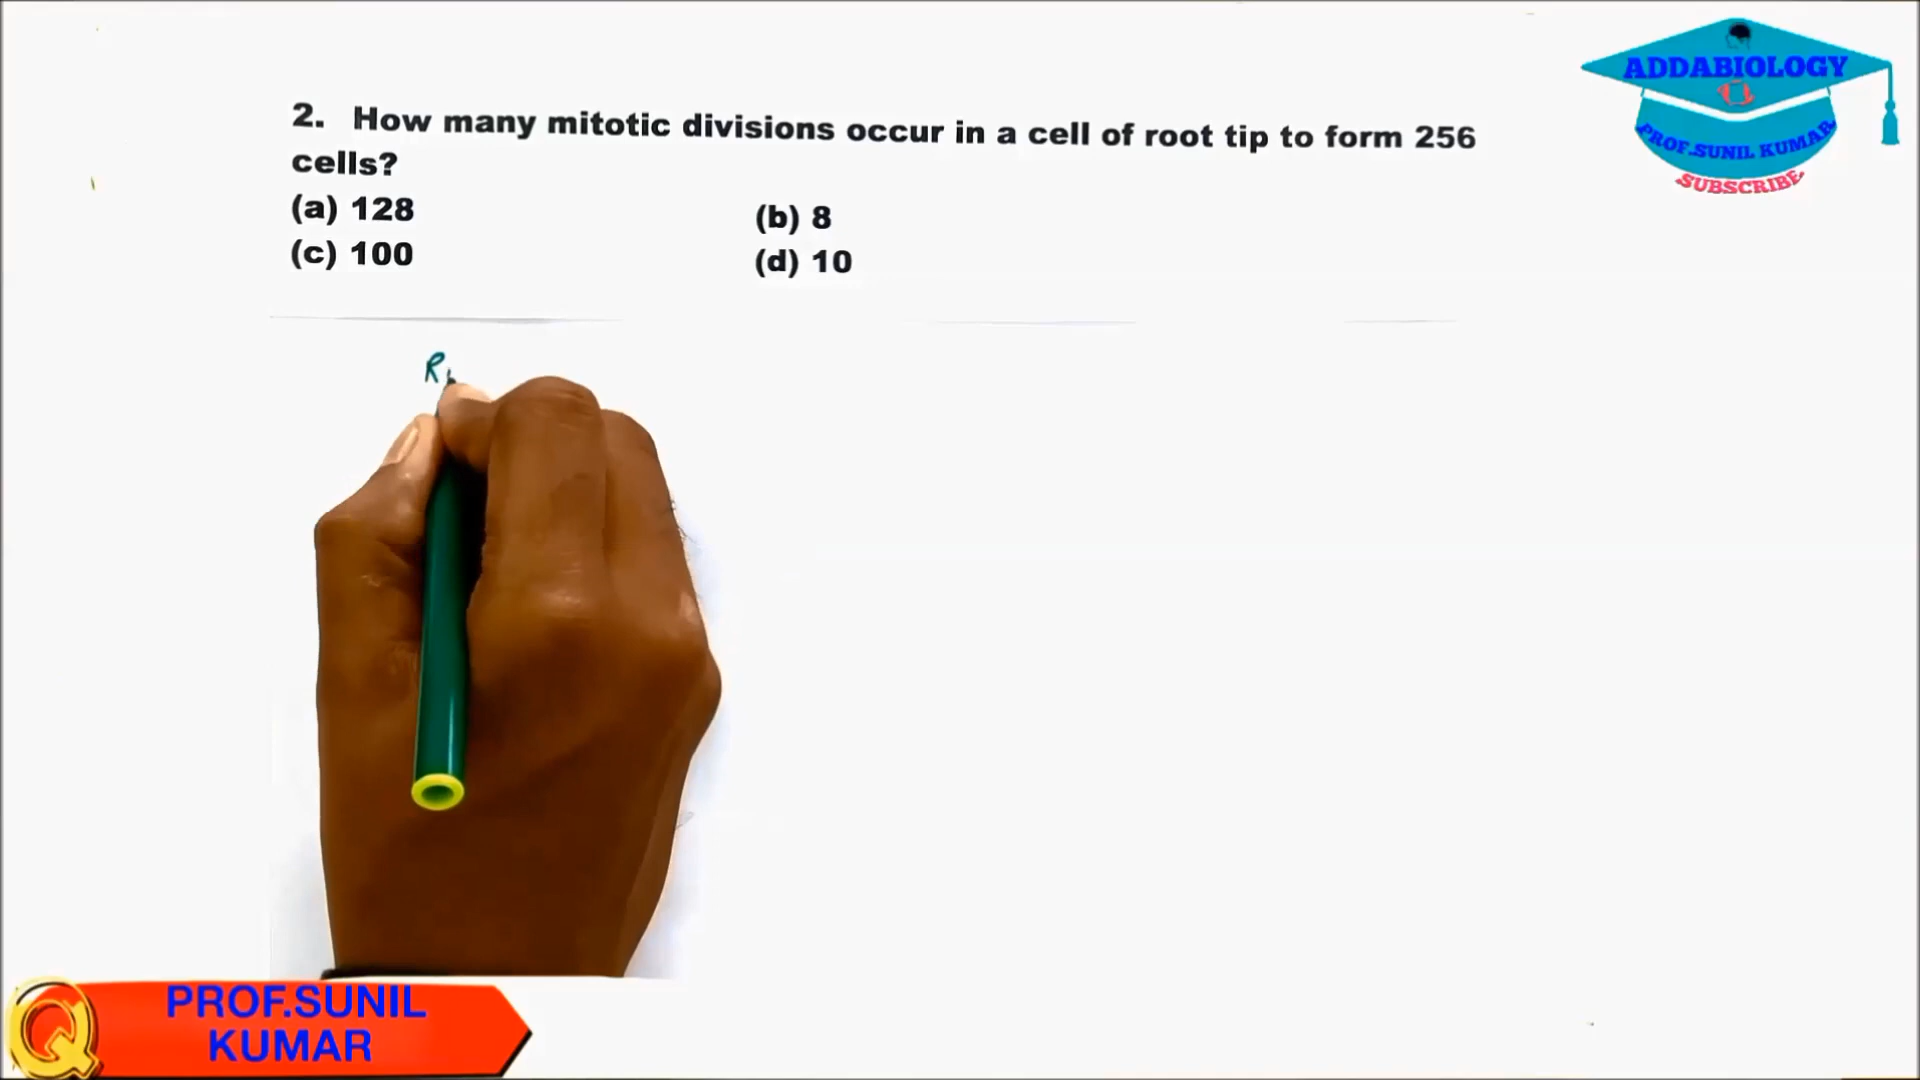 ADDABIOLOGY
PROF.SUNIL KUMAR
SUBSCRIBE
2. How many mitotic divisions occur in a cell of root tip to form 256
cells?
(a) 128 (b) 8
(c) 100 (d) 10
R
PROF.SUNIL
KUMAR